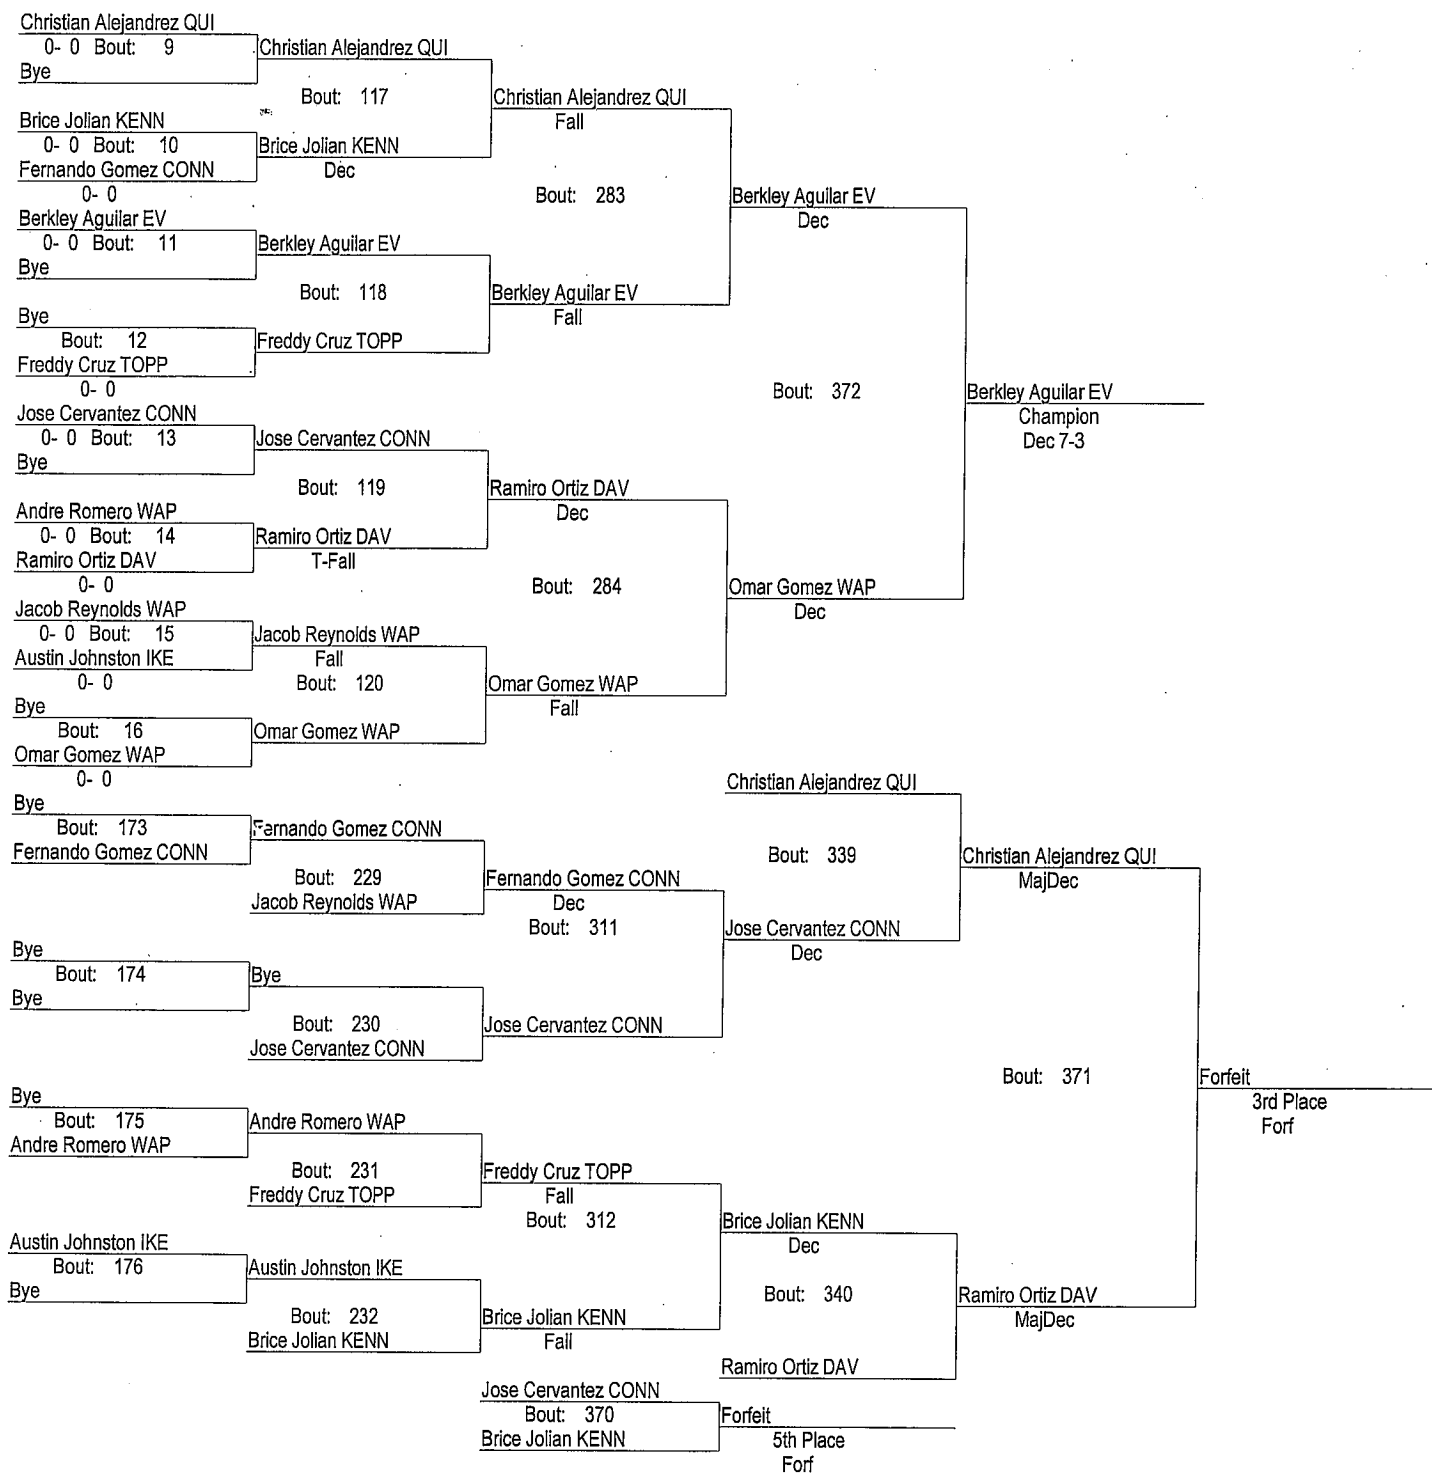 Christian Alejandrez QUI
0- 0 Bout: 9
Bye
Christian Alejandrez QUI
Bout: 117
Brice Jolian KENN
0- 0 Bout: 10
Fernando Gomez CONN
0- 0
Brice Jolian KENN
Dec
Christian Alejandrez QUI
Fall
Bout: 283
Berkley Aguilar EV
0- 0 Bout: 11
Bye
Berkley Aguilar EV
Bout: 118
Bye
Bout: 12
Freddy Cruz TOPP
0- 0
Freddy Cruz TOPP
Berkley Aguilar EV
Fall
Berkley Aguilar EV
Dec
Bout: 372
Berkley Aguilar EV
Champion
Dec 7-3
Jose Cervantez CONN
0- 0 Bout: 13
Bye
Jose Cervantez CONN
Bout: 119
Andre Romero WAP
0- 0 Bout: 14
Ramiro Ortiz DAV
0- 0
Ramiro Ortiz DAV
T-Fall
Ramiro Ortiz DAV
Dec
Bout: 284
Omar Gomez WAP
Dec
Jacob Reynolds WAP
0- 0 Bout: 15
Austin Johnston IKE
0- 0
Jacob Reynolds WAP
Fall
Bout: 120
Bye
Bout: 16
Omar Gomez WAP
0- 0
Omar Gomez WAP
Omar Gomez WAP
Fall
Bye
Bout: 173
Fernando Gomez CONN
Fernando Gomez CONN
Bout: 229
Jacob Reynolds WAP
Fernando Gomez CONN
Dec
Bout: 311
Christian Alejandrez QUI
Bout: 339
Jose Cervantez CONN
Dec
Christian Alejandrez QUI
MajDec
Bye
Bout: 174
Bye
Bye
Bout: 230
Jose Cervantez CONN
Jose Cervantez CONN
Bout: 371
Forfeit
3rd Place
Forf
Bye
Bout: 175
Andre Romero WAP
Andre Romero WAP
Bout: 231
Freddy Cruz TOPP
Freddy Cruz TOPP
Fall
Bout: 312
Brice Jolian KENN
Dec
Bout: 340
Ramiro Ortiz DAV
Ramiro Ortiz DAV
MajDec
Austin Johnston IKE
Bout: 176
Bye
Austin Johnston IKE
Bout: 232
Brice Jolian KENN
Brice Jolian KENN
Fall
Jose Cervantez CONN
Bout: 370
Brice Jolian KENN
Forfeit
5th Place
Forf